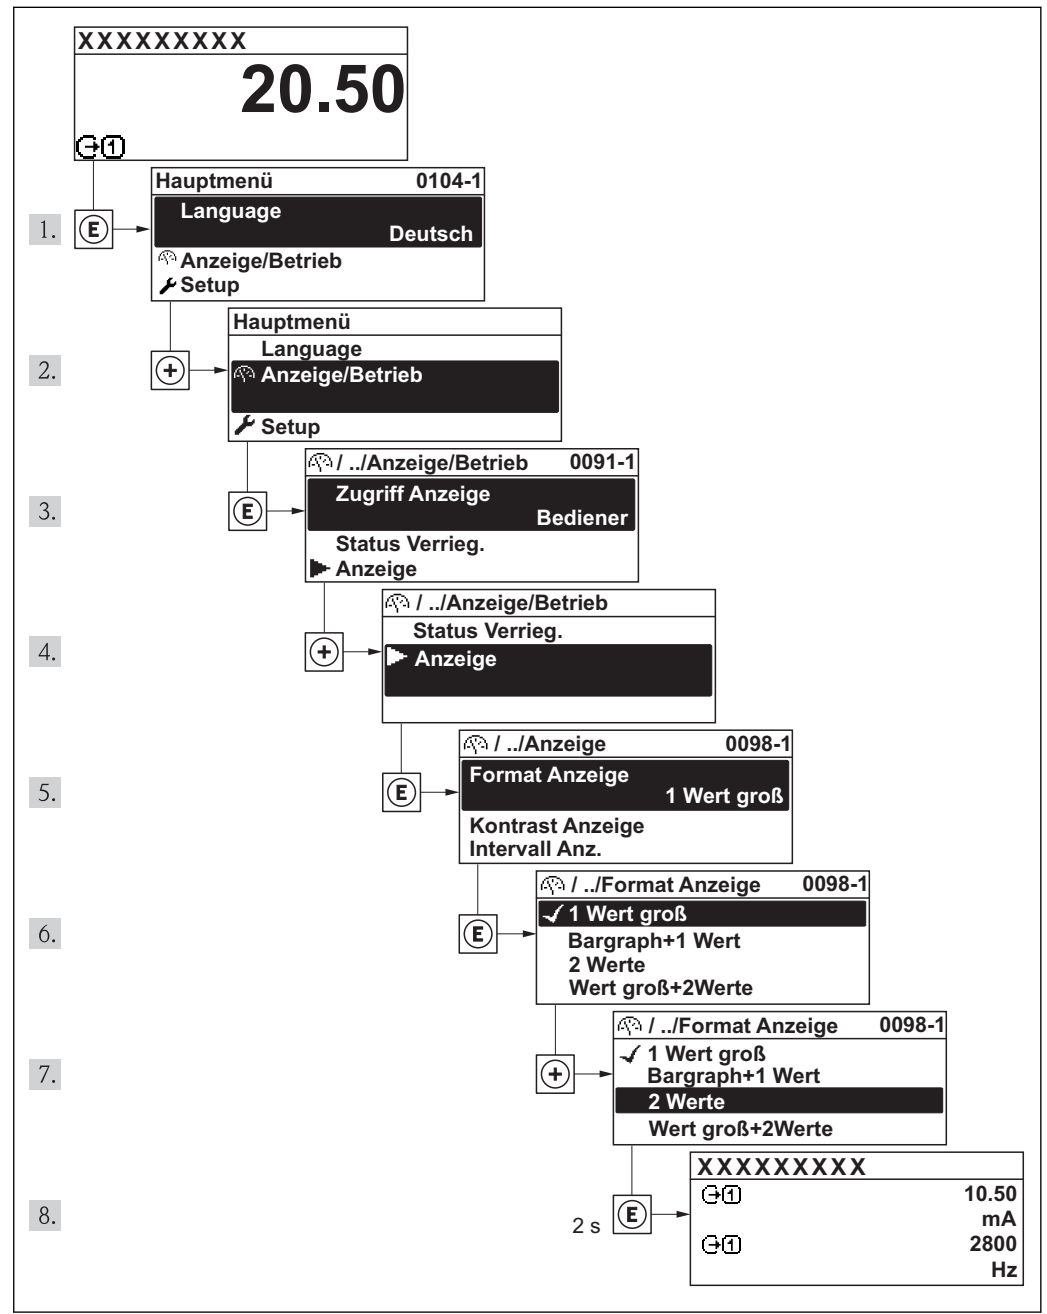 XXXXXXXXX
20.50
1
1.
E
Hauptmenü 0104-1
Language
Deutsch
Anzeige/Betrieb
Setup
2.
+
Hauptmenü
Language
Anzeige/Betrieb
Setup
3.
E
/ ../Anzeige/Betrieb 0091-1
Zugriff Anzeige
Bediener
Status Verrieg.
Anzeige
4.
+
/ ../Anzeige/Betrieb
Status Verrieg.
Anzeige
5.
E
/ ../Anzeige 0098-1
Format Anzeige
1 Wert groß
Kontrast Anzeige
Intervall Anz.
6.
E
/ ../Format Anzeige 0098-1
1 Wert groß
Bargraph+1 Wert
2 Werte
Wert groß+2Werte
7.
+
/ ../Format Anzeige 0098-1
1 Wert groß
Bargraph+1 Wert
2 Werte
Wert groß+2Werte
8.
2 s
E
XXXXXXXXX
1 10.50
mA
1 2800
Hz